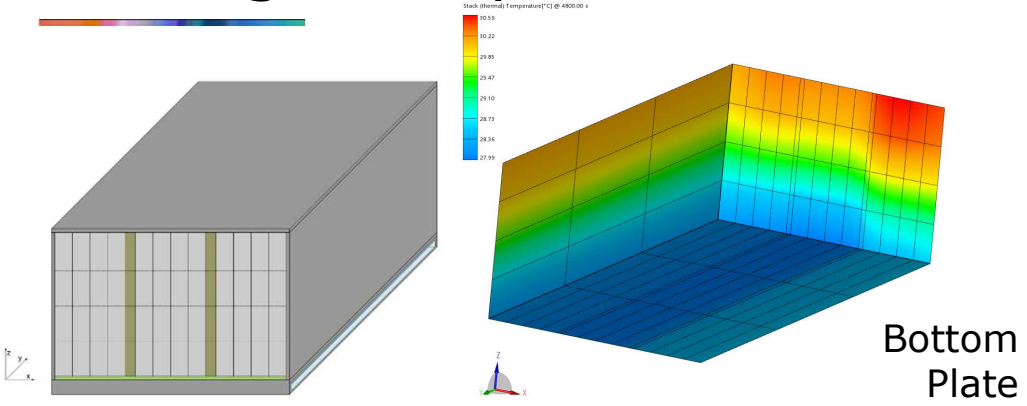 Stack (thermal):Temperature[°C] @ 4800.00 s
30.59
30.22
29.85
29.47
29.10
28.73
28.36
27.99
z
y
x
Z
X
Bottom
Plate